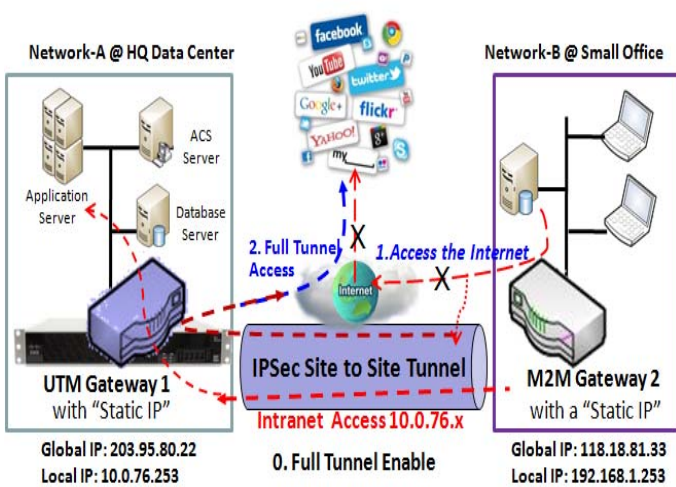 Network-A @ HQ Data Center
Network-B @ Small Office
facebook
YouTube
twitter
Google+
flickr
YAHOO!
g+
my
ACS
Server
Application
Server
Database
Server
2. Full Tunnel
Access
1.Access the Internet
X
X
Internet
IPSec Site to Site Tunnel
UTM Gateway 1
with “Static IP”
M2M Gateway 2
with a “Static IP”
Intranet Access 10.0.76.x
Global IP: 203.95.80.22
Local IP: 10.0.76.253
0. Full Tunnel Enable
Global IP: 118.18.81.33
Local IP: 192.168.1.253